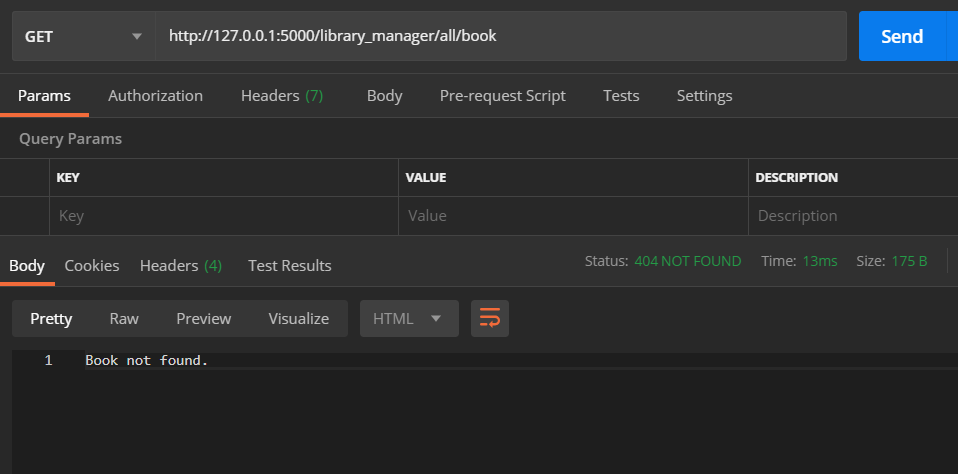 GET http://127.0.0.1:5000/library_manager/all/book Send
Params Authorization Headers (7) Body Pre-request Script Tests Settings
Query Params
KEY VALUE DESCRIPTION
Key Value Description
Body Cookies Headers (4) Test Results Status: 404 NOT FOUND Time: 13ms Size: 175 B
Pretty Raw Preview Visualize HTML
1 Book not found.